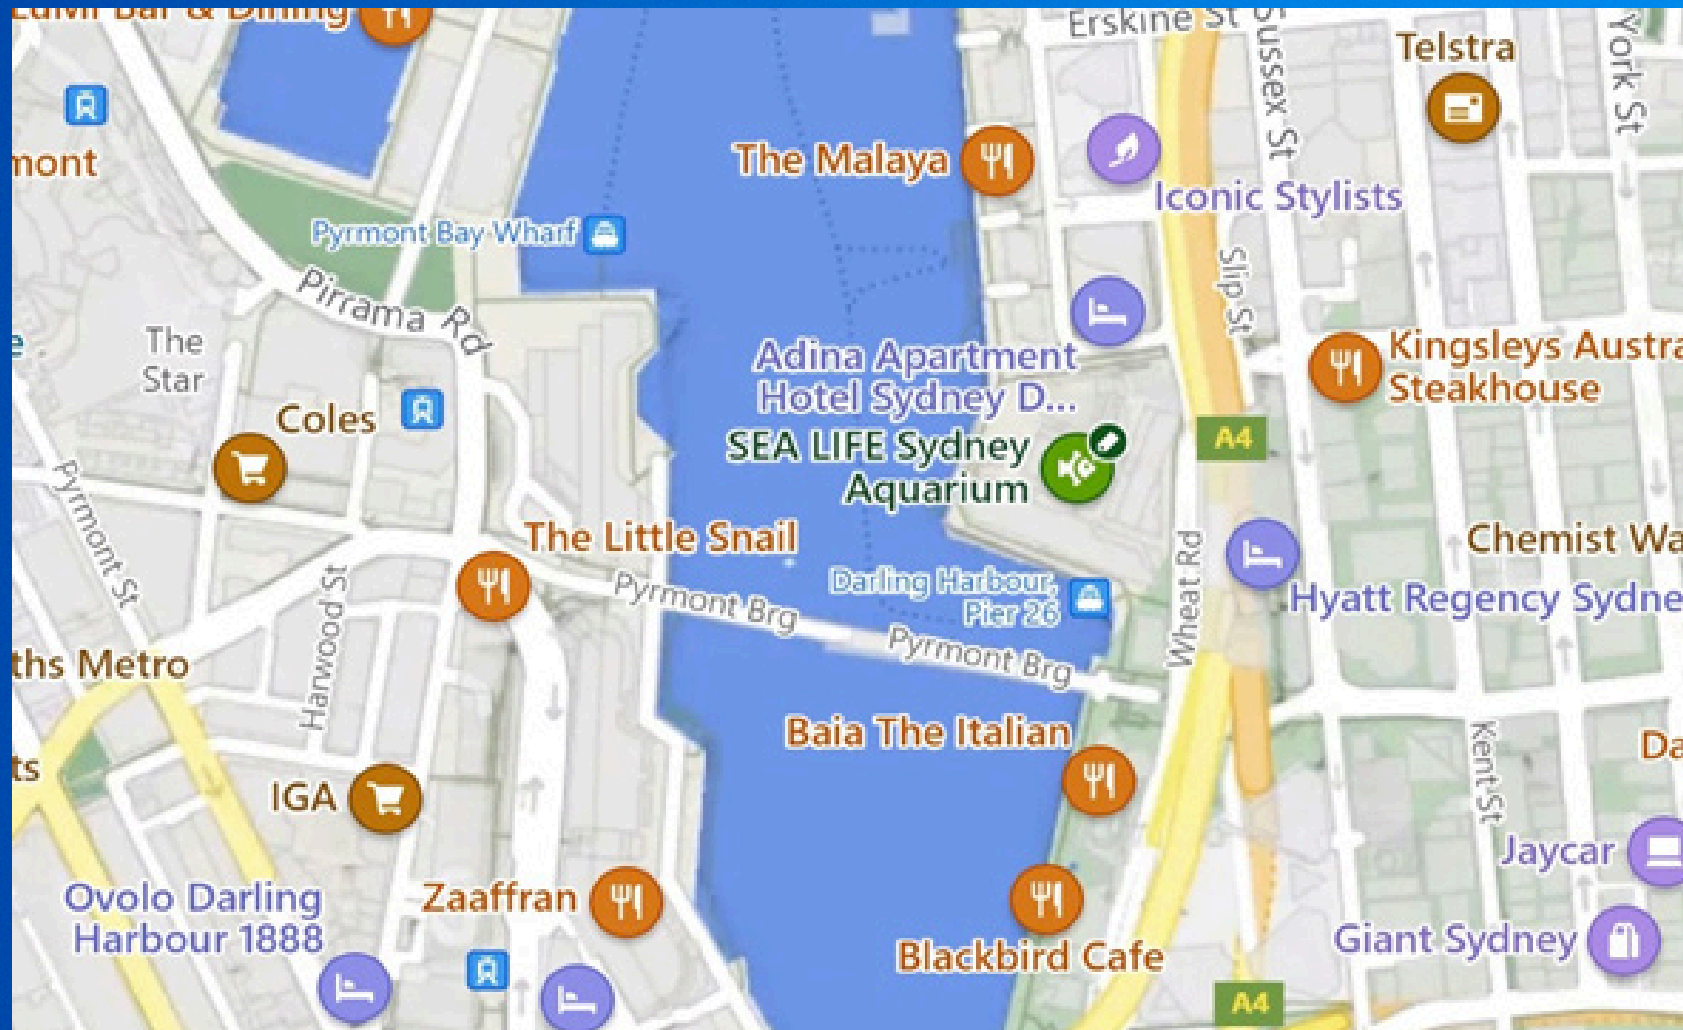 LuMi Bar & Dining
Erskine St
Sussex St
Telstra
York St
mont
The Malaya
Iconic Stylists
Pyrmont Bay Wharf
Slip St
Pirrama Rd
The
Star
Adina Apartment
Hotel Sydney D...
Kingsleys Austra
Steakhouse
Coles
SEA LIFE Sydney
Aquarium
A4
Pyrmont St
The Little Snail
Chemist Wa
Harwood St
Pyrmont Brg
Darling Harbour,
Pier 26
Wheat Rd
Hyatt Regency Sydne
Pyrmont Brg
ths Metro
Baia The Italian
Kent St
Da
ts
IGA
Jaycar
Ovolo Darling
Harbour 1888
Zaaffran
Blackbird Cafe
Giant Sydney
A4